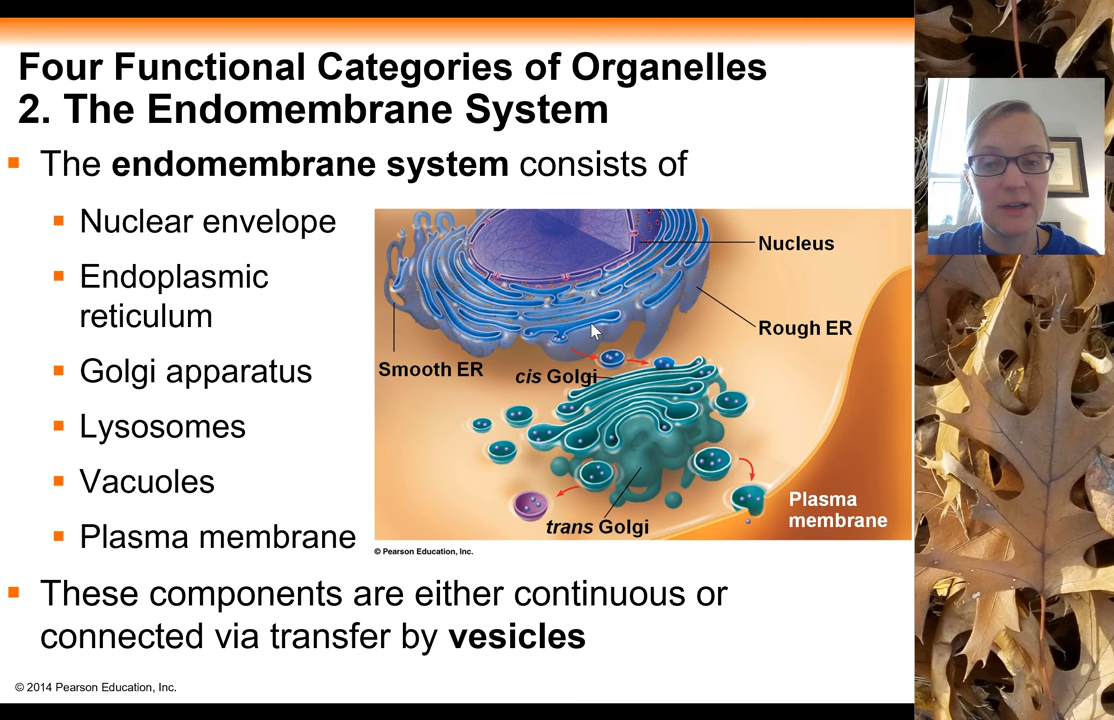 Four Functional Categories of Organelles
2. The Endomembrane System
The endomembrane system consists of
Nuclear envelope
Endoplasmic
reticulum
Golgi apparatus
Lysosomes
Vacuoles
Plasma membrane
Nucleus
Rough ER
Smooth ER
cis Golgi
trans Golgi
Plasma
membrane
© Pearson Education, Inc.
These components are either continuous or
connected via transfer by vesicles
© 2014 Pearson Education, Inc.